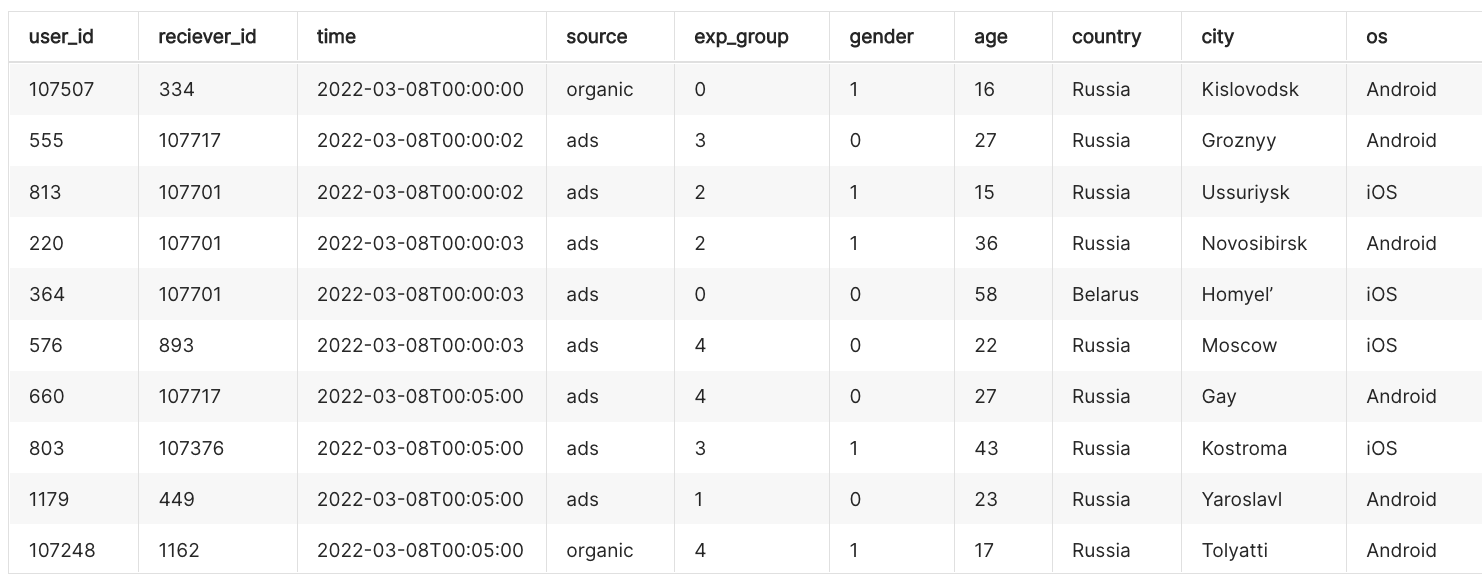 user_id reciever_id time source exp_group gender age country city os
107507 334 2022-03-08T00:00:00 organic 0 1 16 Russia Kislovodsk Android
555 107717 2022-03-08T00:00:02 ads 3 0 27 Russia Groznyy Android
813 107701 2022-03-08T00:00:02 ads 2 1 15 Russia Ussuriysk iOS
220 107701 2022-03-08T00:00:03 ads 2 1 36 Russia Novosibirsk Android
364 107701 2022-03-08T00:00:03 ads 0 0 58 Belarus Homyel’ iOS
576 893 2022-03-08T00:00:03 ads 4 0 22 Russia Moscow iOS
660 107717 2022-03-08T00:05:00 ads 4 0 27 Russia Gay Android
803 107376 2022-03-08T00:05:00 ads 3 1 43 Russia Kostroma iOS
1179 449 2022-03-08T00:05:00 ads 1 0 23 Russia Yaroslavl Android
107248 1162 2022-03-08T00:05:00 organic 4 1 17 Russia Tolyatti Android